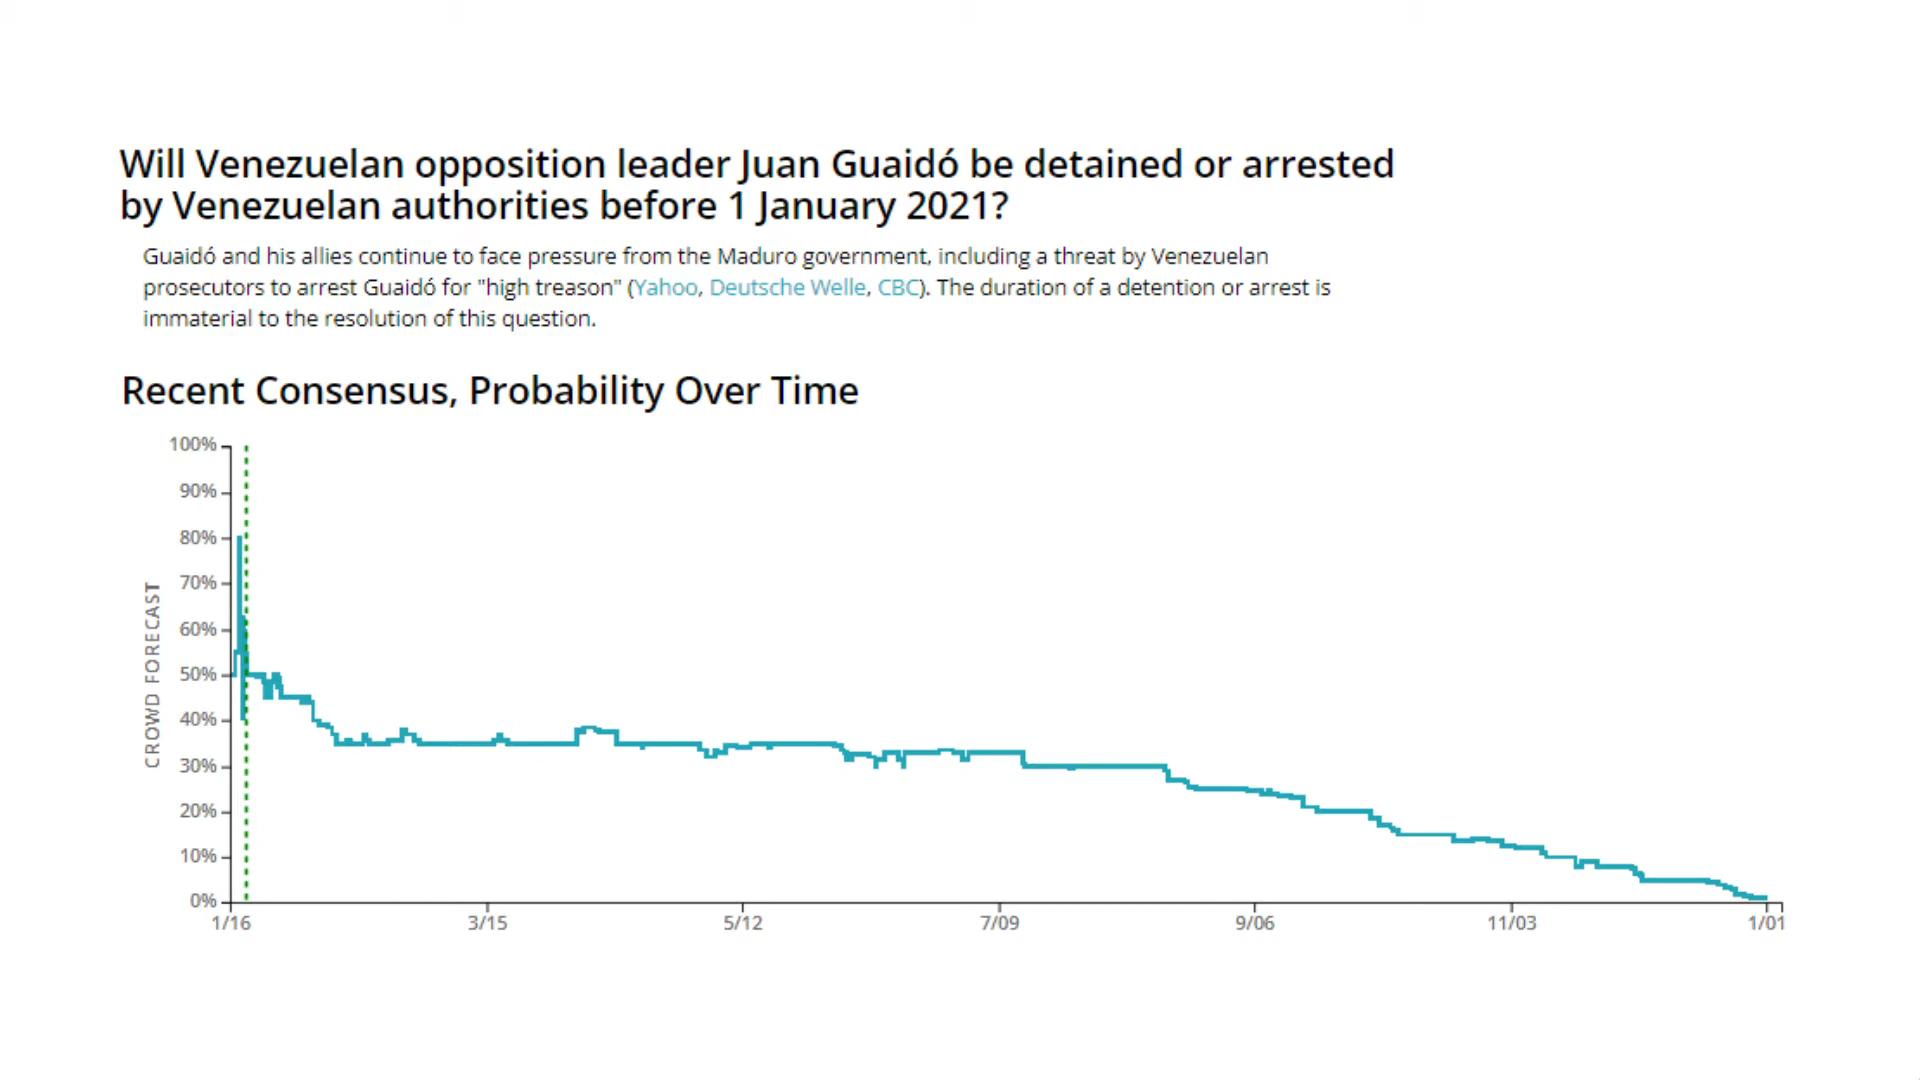 Will Venezuelan opposition leader Juan Guaidó be detained or arrested
by Venezuelan authorities before 1 January 2021?
Guaidó and his allies continue to face pressure from the Maduro government, including a threat by Venezuelan
prosecutors to arrest Guaidó for "high treason" (Yahoo, Deutsche Welle, CBC). The duration of a detention or arrest is
immaterial to the resolution of this question.
Recent Consensus, Probability Over Time
CROWD FORECAST
100%
90%
80%
70%
60%
50%
40%
30%
20%
10%
0%
1/16 3/15 5/12 7/09 9/06 11/03 1/01